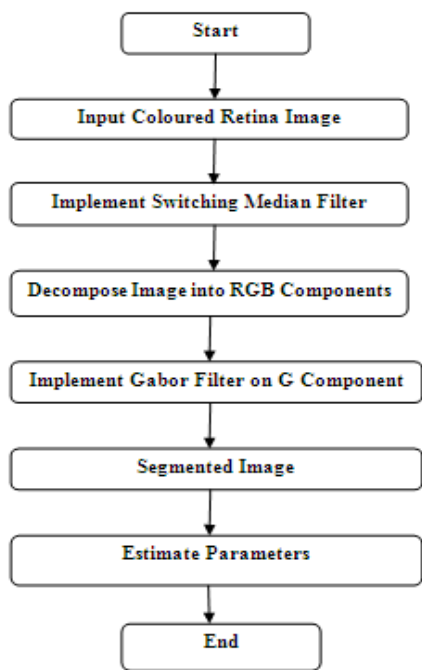 Start
Input Coloured Retina Image
Implement Switching Median Filter
Decompose Image into RGB Components
Implement Gabor Filter on G Component
Segmented Image
Estimate Parameters
End